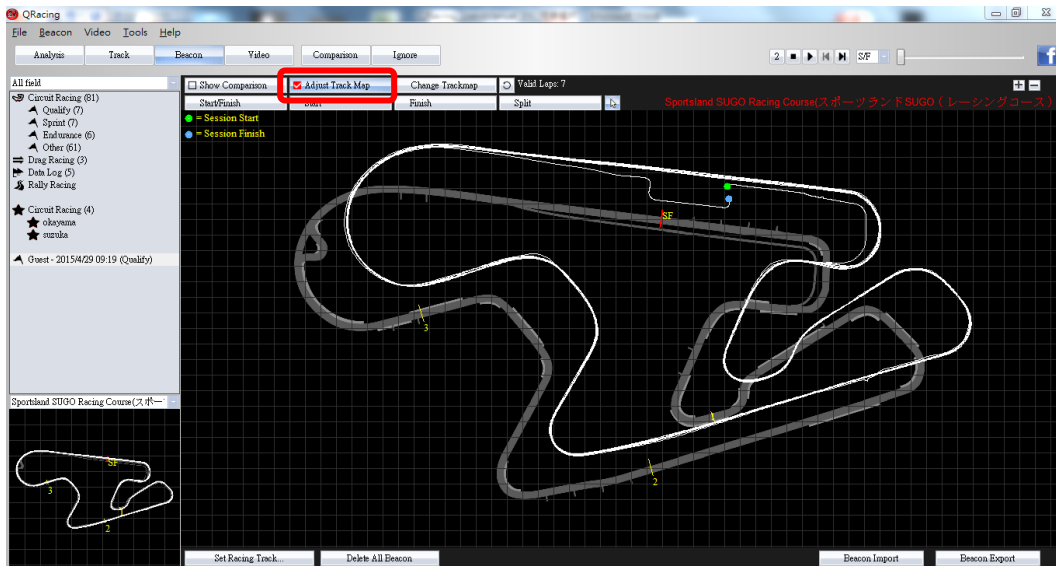 QRacing
File Beacon Video Tools Help
Analysis Track Beacon Video Comparison Ignore 2 S/F f
All field
Show Comparison Adjust Track Map Change Trackmap Valid Laps: 7
Start/Finish Start Finish Split Sportsland SUGO Racing Course(スポーツランドSUGO（レーシングコース）
= Session Start
= Session Finish
Circuit Racing (81)
Qualify (7)
Sprint (7)
Endurance (6)
Other (61)
Drag Racing (3)
Data Log (5)
Rally Racing
Circuit Racing (4)
okayama
suzuka
Guest - 2015/4/29 09:19 (Qualify)
SF
3
1
2
Sportsland SUGO Racing Course(スポー
SF
3
1
2
Set Racing Track... Delete All Beacon Beacon Import Beacon Export